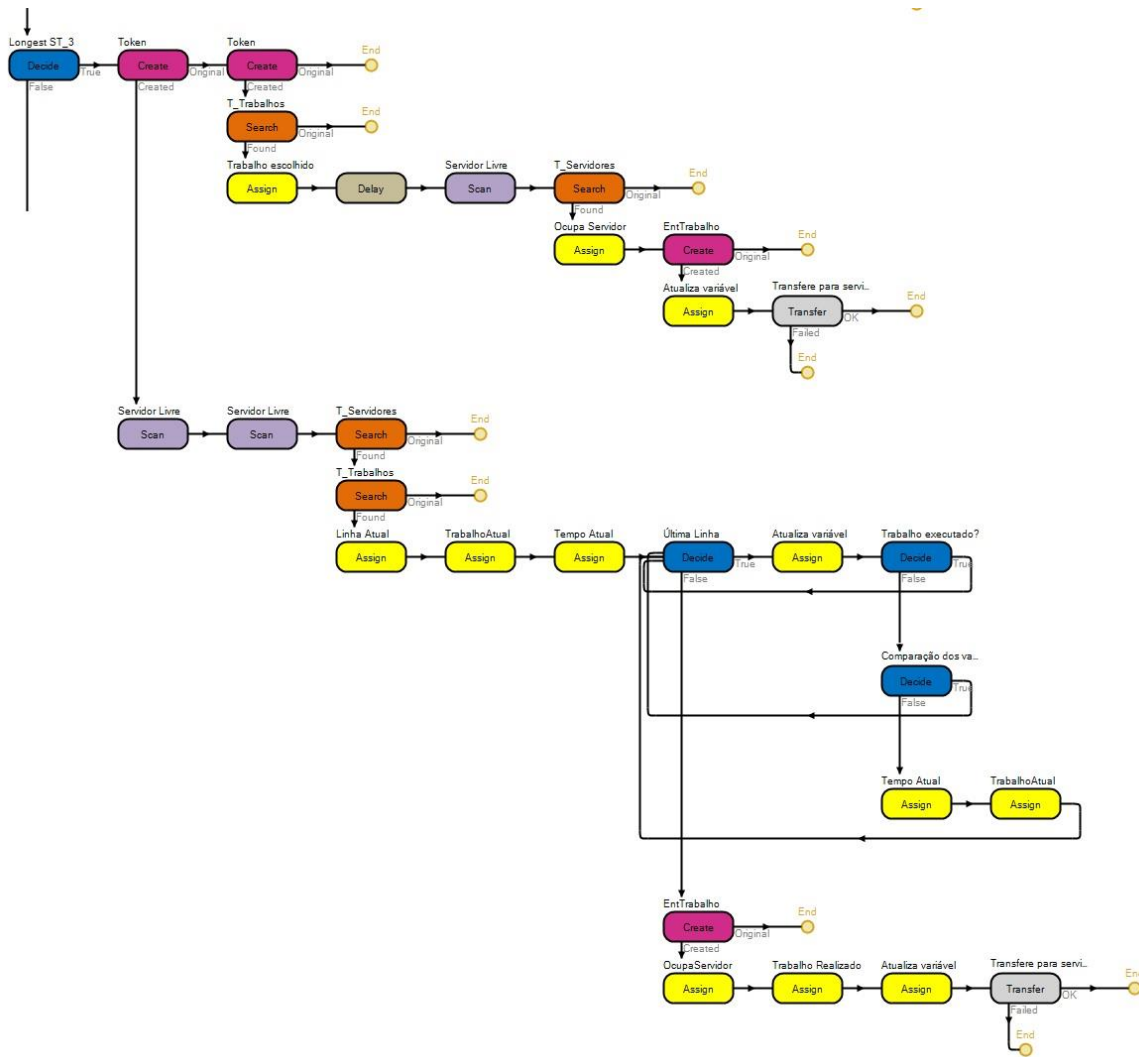 Longest ST_3
Token
Token
End
Decide
True
Create
Original
Create
Original
False
Created
Created
T_Trabalhos
End
Search
Original
Found
Trabalho escolhido
Servidor Livre
T_Servidores
End
Assign
Delay
Scan
Search
Original
Found
Ocupa Servidor
EntTrabalho
End
Assign
Create
Original
Created
Atualiza variável
Transfere para servi...
End
Assign
Transfer
OK
Failed
End
Servidor Livre
Servidor Livre
T_Servidores
End
Scan
Scan
Search
Original
Found
T_Trabalhos
End
Search
Original
Found
Linha Atual
TrabalhoAtual
Tempo Atual
Última Linha
Atualiza variável
Trabalho executado?
Assign
Assign
Assign
Decide
True
Assign
Decide
True
False
False
Comparação dos va...
Decide
True
False
Tempo Atual
TrabalhoAtual
Assign
Assign
EntTrabalho
End
Create
Original
Created
OcupaServidor
Trabalho Realizado
Atualiza variável
Transfere para servi...
End
Assign
Assign
Assign
Transfer
OK
Failed
End